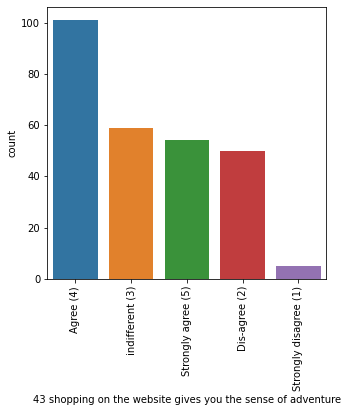 100
80
60
40
20
0
count
Agree (4)
indifferent (3)
Strongly agree (5)
Dis-agree (2)
Strongly disagree (1)
43 shopping on the website gives you the sense of adventure